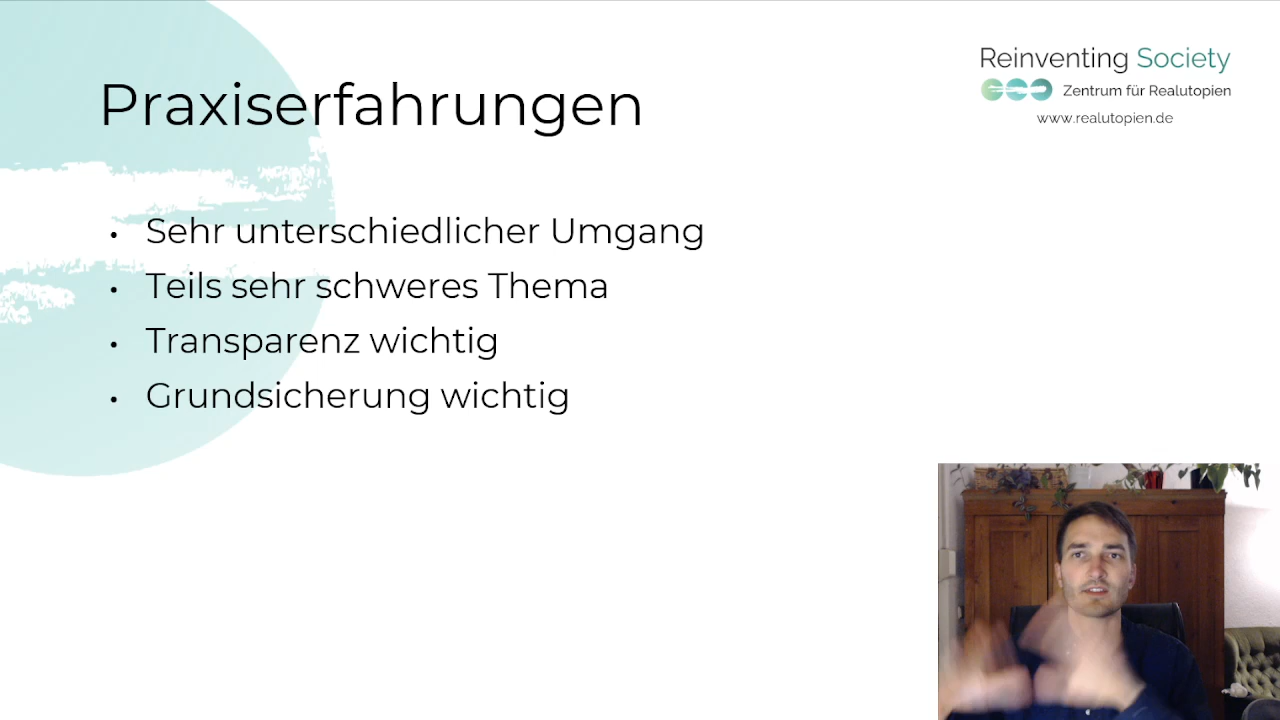 Praxiserfahrungen
Reinventing Society
Zentrum für Realutopien
www.realutopien.de
• Sehr unterschiedlicher Umgang
• Teils sehr schweres Thema
• Transparenz wichtig
• Grundsicherung wichtig